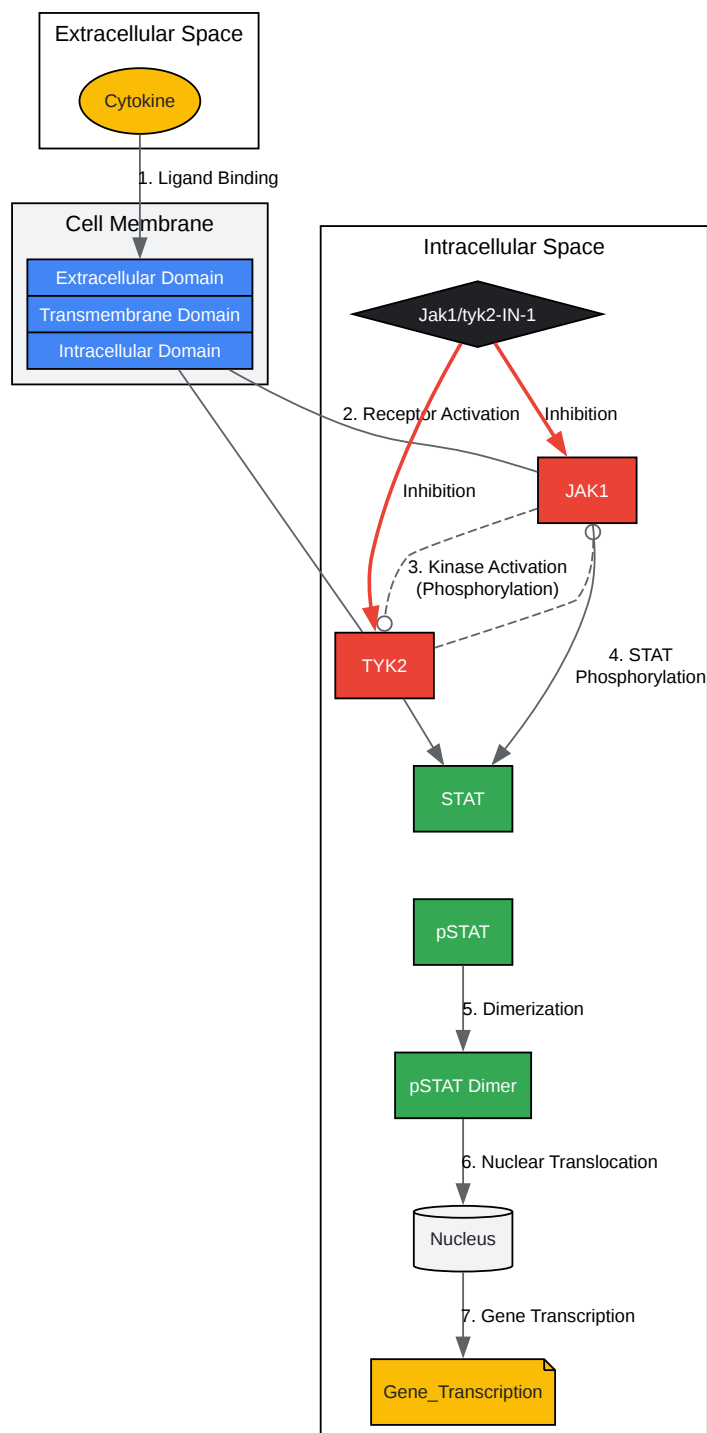 Extracellular Space
Cytokine
1. Ligand Binding
Cell Membrane
Extracellular Domain
Transmembrane Domain
Intracellular Domain
Intracellular Space
Jak1/tyk2-IN-1
2. Receptor Activation
Inhibition
Inhibition
JAK1
3. Kinase Activation
(Phosphorylation)
TYK2
4. STAT
Phosphorylation
STAT
pSTAT
5. Dimerization
pSTAT Dimer
6. Nuclear Translocation
Nucleus
7. Gene Transcription
Gene_Transcription